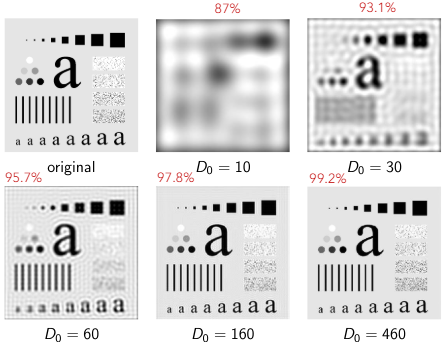 87%
93.1%
a
a
a
a a a a a a a a
a a a a a a a a
original
D₀ = 10
D₀ = 30
95.7%
97.8%
99.2%
a
a
a
a a a a a a a a
a a a a a a a a
a a a a a a a a
D₀ = 60
D₀ = 160
D₀ = 460